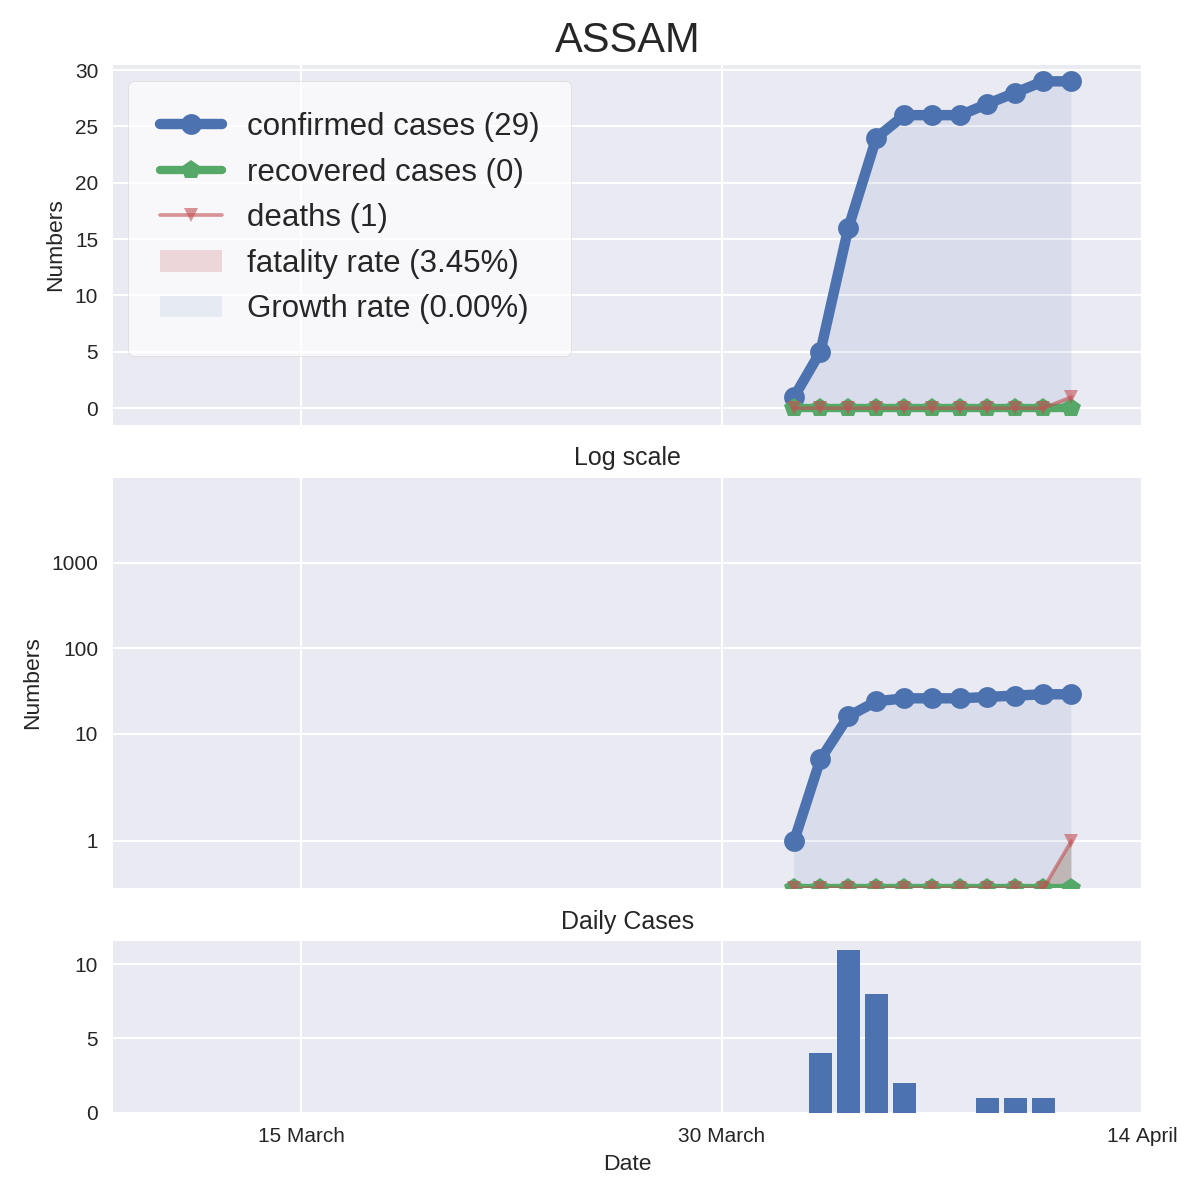 ASSAM
30
25
20
15
10
5
0
Numbers
confirmed cases (29)
recovered cases (0)
deaths (1)
fatality rate (3.45%)
Growth rate (0.00%)
Log scale
1000
100
10
1
Numbers
Daily Cases
10
5
0
15 March
30 March
14 April
Date